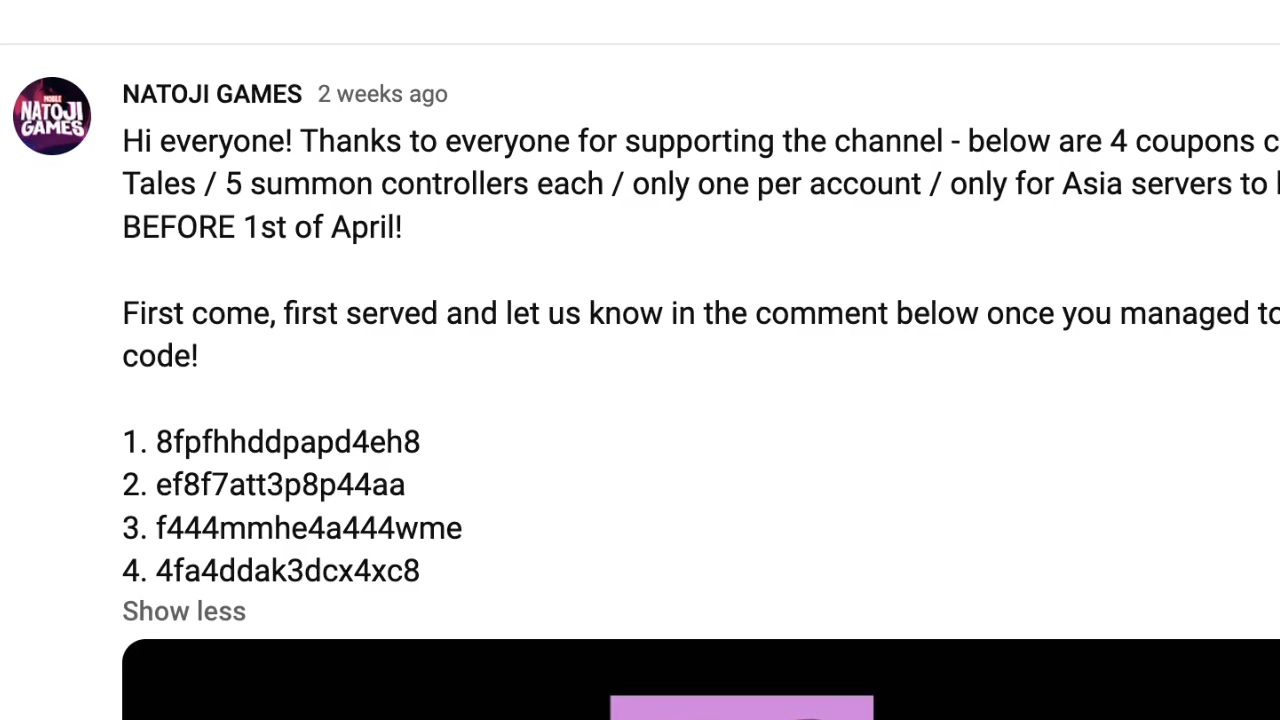 MOBILE
NATOJI
GAMES
NATOJI GAMES 2 weeks ago
Hi everyone! Thanks to everyone for supporting the channel - below are 4 coupons c
Tales / 5 summon controllers each / only one per account / only for Asia servers to
BEFORE 1st of April!
First come, first served and let us know in the comment below once you managed to
code!
1. 8fpfhhddpapd4eh8
2. ef8f7att3p8p44aa
3. f444mmhe4a444wme
4. 4fa4ddak3dcx4xc8
Show less